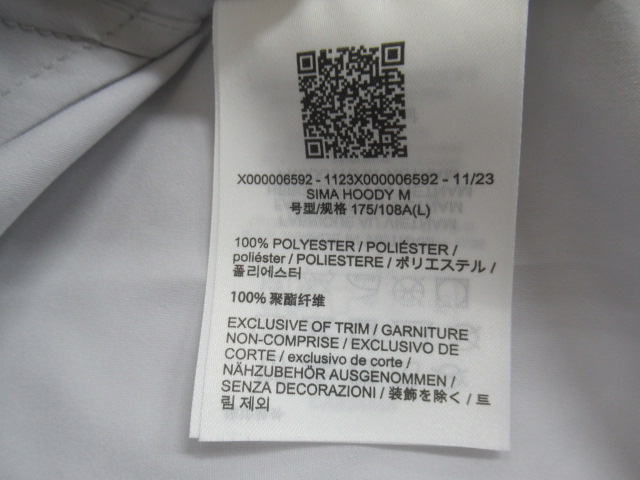 X000006592 - 1123X000006592 - 11/23
SIMA HOODY M
号型/规格 175/108A(L)
100% POLYESTER / POLIÉSTER /
poliéster / POLIESTERE / ポリエステル /
폴리에스터
100% 聚酯纤维
EXCLUSIVE OF TRIM / GARNITURE
NON-COMPRISE / EXCLUSIVO DE
CORTE / exclusivo de corte /
NÄHZUBEHÖR AUSGENOMMEN /
SENZA DECORAZIONI / 装飾を除く / 트
림 제외